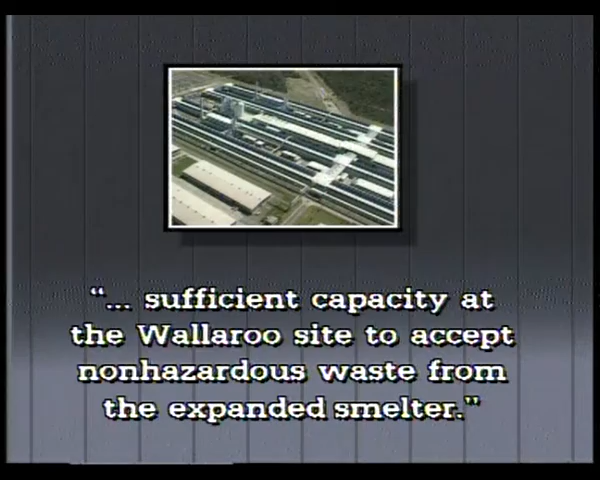 “... sufficient capacity at
the Wallaroo site to accept
nonhazardous waste from
the expanded smelter.”